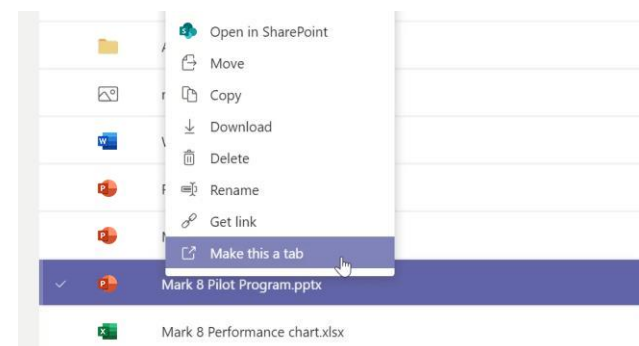 Open in SharePoint
Move
Copy
Download
Delete
Rename
Get link
Make this a tab
Mark 8 Pilot Program.pptx
Mark 8 Performance chart.xlsx